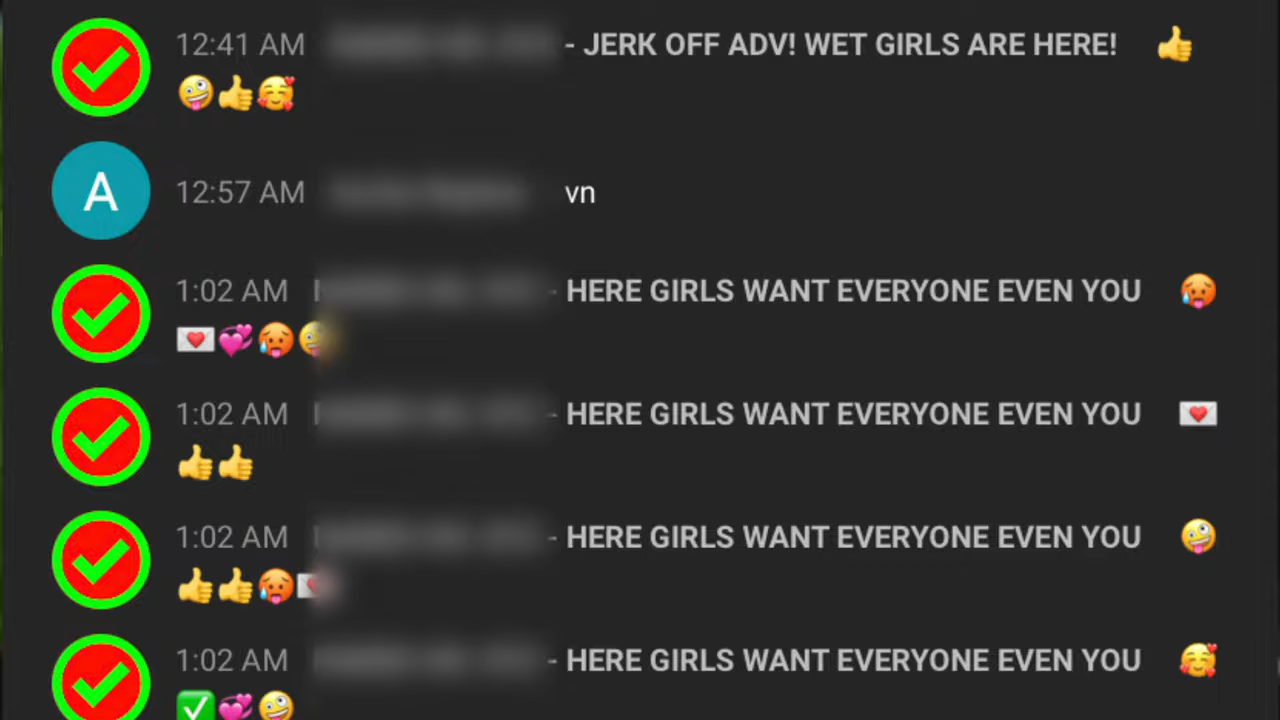 12:41 AM - JERK OFF ADV! WET GIRLS ARE HERE! 👍
🤪👍🥰
A
12:57 AM vn
1:02 AM - HERE GIRLS WANT EVERYONE EVEN YOU 🥵
💌💞🥵🤪
1:02 AM - HERE GIRLS WANT EVERYONE EVEN YOU 💌
👍👍
1:02 AM - HERE GIRLS WANT EVERYONE EVEN YOU 🤪
👍👍🥵💌
1:02 AM - HERE GIRLS WANT EVERYONE EVEN YOU 🥰
✅💞🤪